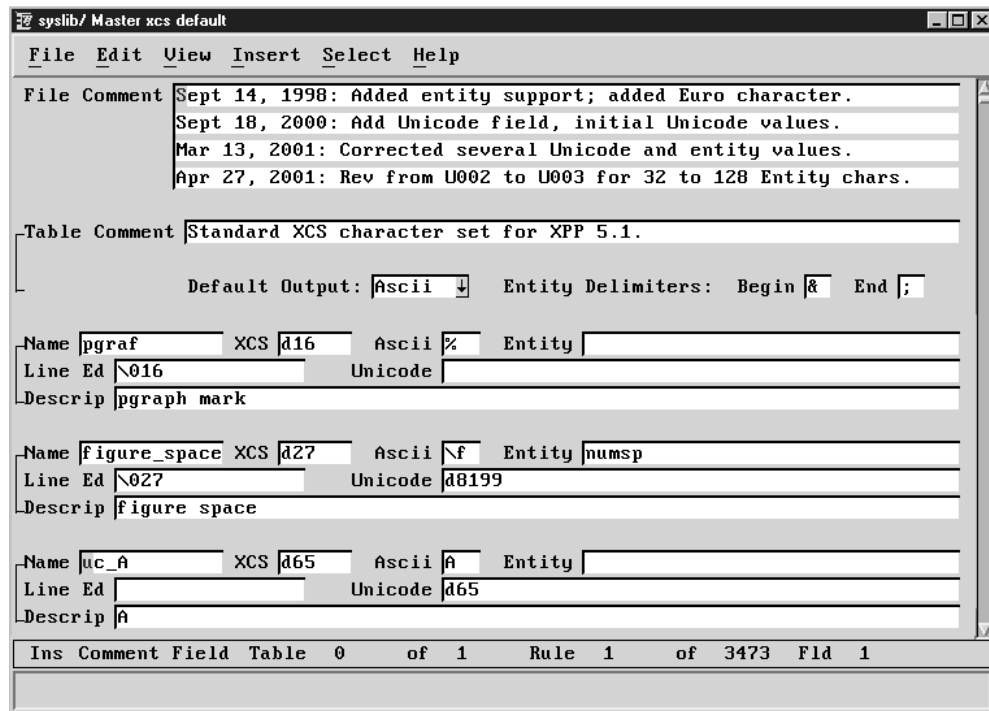 syslib/ Master xcs default
File Edit View Insert Select Help
File Comment Sept 14, 1998: Added entity support; added Euro character.
Sept 18, 2000: Add Unicode field, initial Unicode values.
Mar 13, 2001: Corrected several Unicode and entity values.
Apr 27, 2001: Rev from U002 to U003 for 32 to 128 Entity chars.
Table Comment Standard XCS character set for XPP 5.1.
Default Output: Ascii Entity Delimiters: Begin & End ;
Name pgraf XCS d16 Ascii % Entity
Line Ed \016 Unicode
Descrip pgraph mark
Name figure_space XCS d27 Ascii \f Entity numsp
Line Ed \027 Unicode d8199
Descrip figure space
Name uc_A XCS d65 Ascii A Entity
Line Ed Unicode d65
Descrip A
Ins Comment Field Table 0 of 1 Rule 1 of 3473 Fld 1